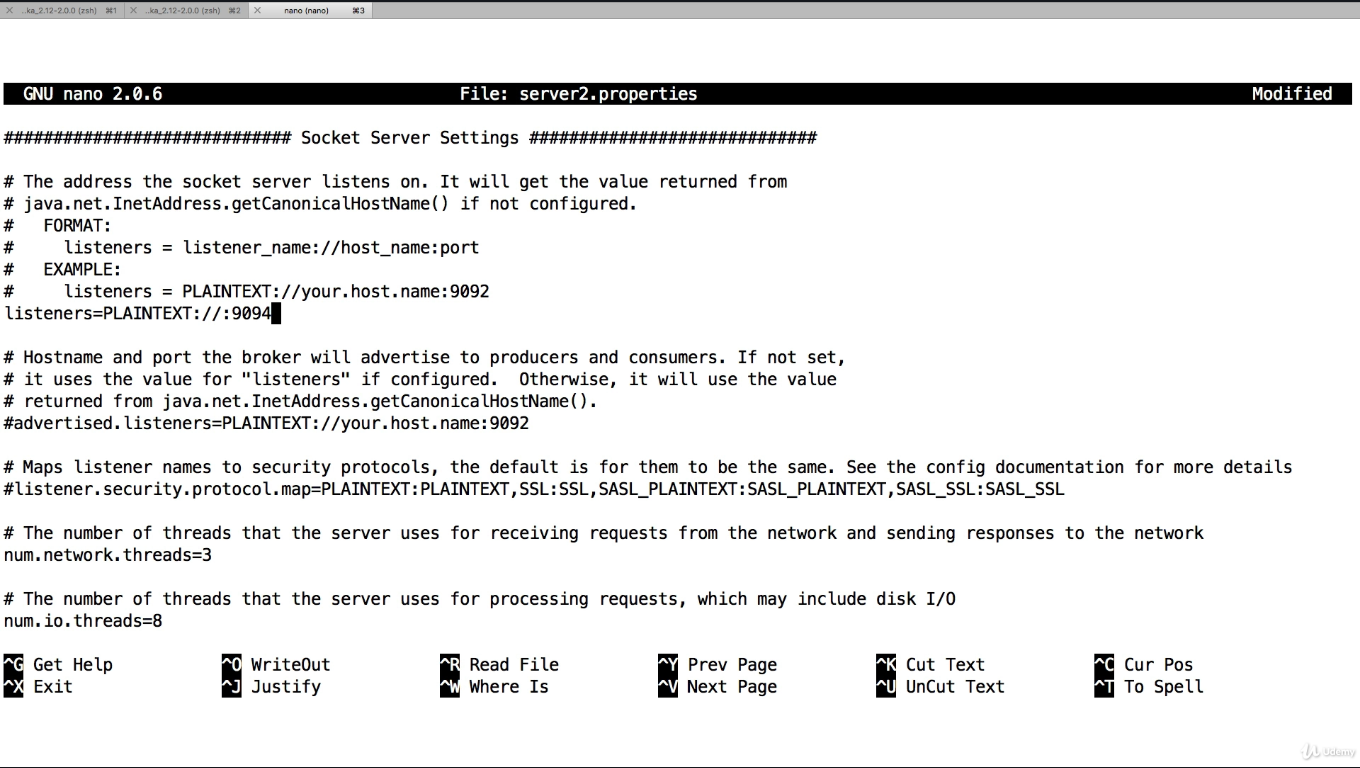 ..ka_2.12-2.0.0 (zsh) ⌘1 ..ka_2.12-2.0.0 (zsh) ⌘2 nano (nano) ⌘3
GNU nano 2.0.6 File: server2.properties Modified
############################# Socket Server Settings #############################
# The address the socket server listens on. It will get the value returned from
# java.net.InetAddress.getCanonicalHostName() if not configured.
# FORMAT:
# listeners = listener_name://host_name:port
# EXAMPLE:
# listeners = PLAINTEXT://your.host.name:9092
listeners=PLAINTEXT://:9094
# Hostname and port the broker will advertise to producers and consumers. If not set,
# it uses the value for "listeners" if configured. Otherwise, it will use the value
# returned from java.net.InetAddress.getCanonicalHostName().
#advertised.listeners=PLAINTEXT://your.host.name:9092
# Maps listener names to security protocols, the default is for them to be the same. See the config documentation for more details
#listener.security.protocol.map=PLAINTEXT:PLAINTEXT,SSL:SSL,SASL_PLAINTEXT:SASL_PLAINTEXT,SASL_SSL:SASL_SSL
# The number of threads that the server uses for receiving requests from the network and sending responses to the network
num.network.threads=3
# The number of threads that the server uses for processing requests, which may include disk I/O
num.io.threads=8
^G Get Help ^O WriteOut ^R Read File ^Y Prev Page ^K Cut Text ^C Cur Pos
^X Exit ^J Justify ^W Where Is ^V Next Page ^U UnCut Text ^T To Spell
Udemy